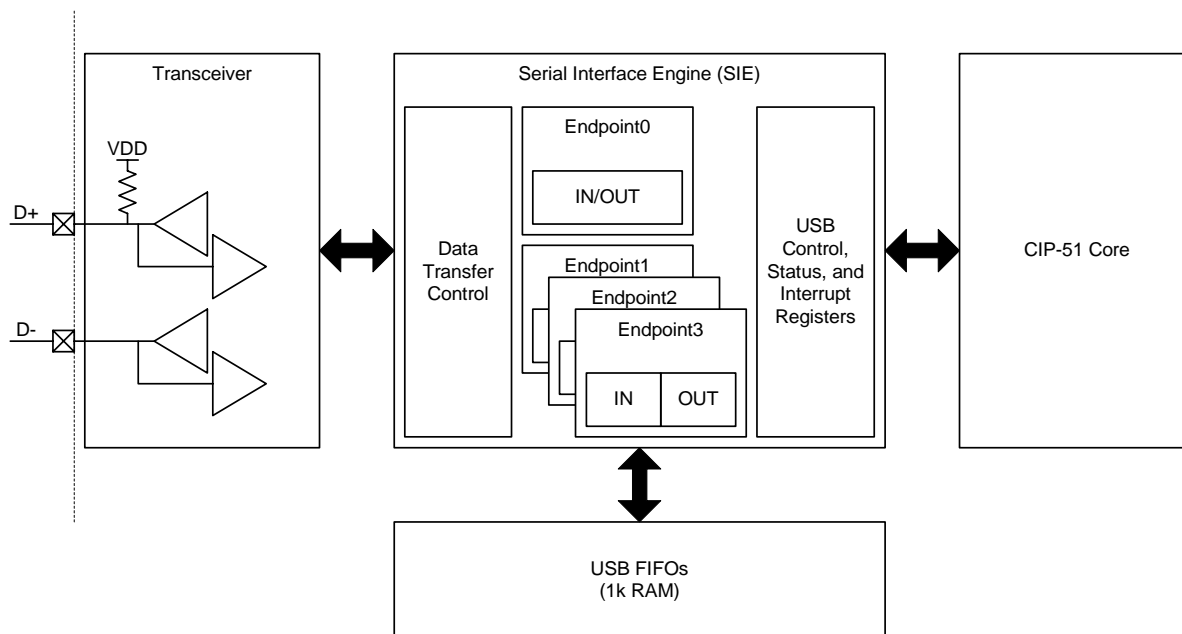 Transceiver
VDD
D+
D-
Serial Interface Engine (SIE)
Data
Transfer
Control
Endpoint0
IN/OUT
Endpoint1
Endpoint2
Endpoint3
IN
OUT
USB
Control,
Status, and
Interrupt
Registers
CIP-51 Core
USB FIFOs
(1k RAM)